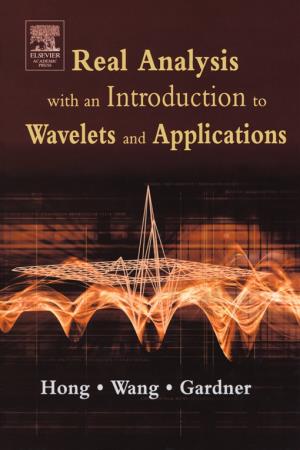 ELSEVIER
ACADEMIC
PRESS
Real Analysis
with an Introduction to
Wavelets and Applications
Hong • Wang • Gardner